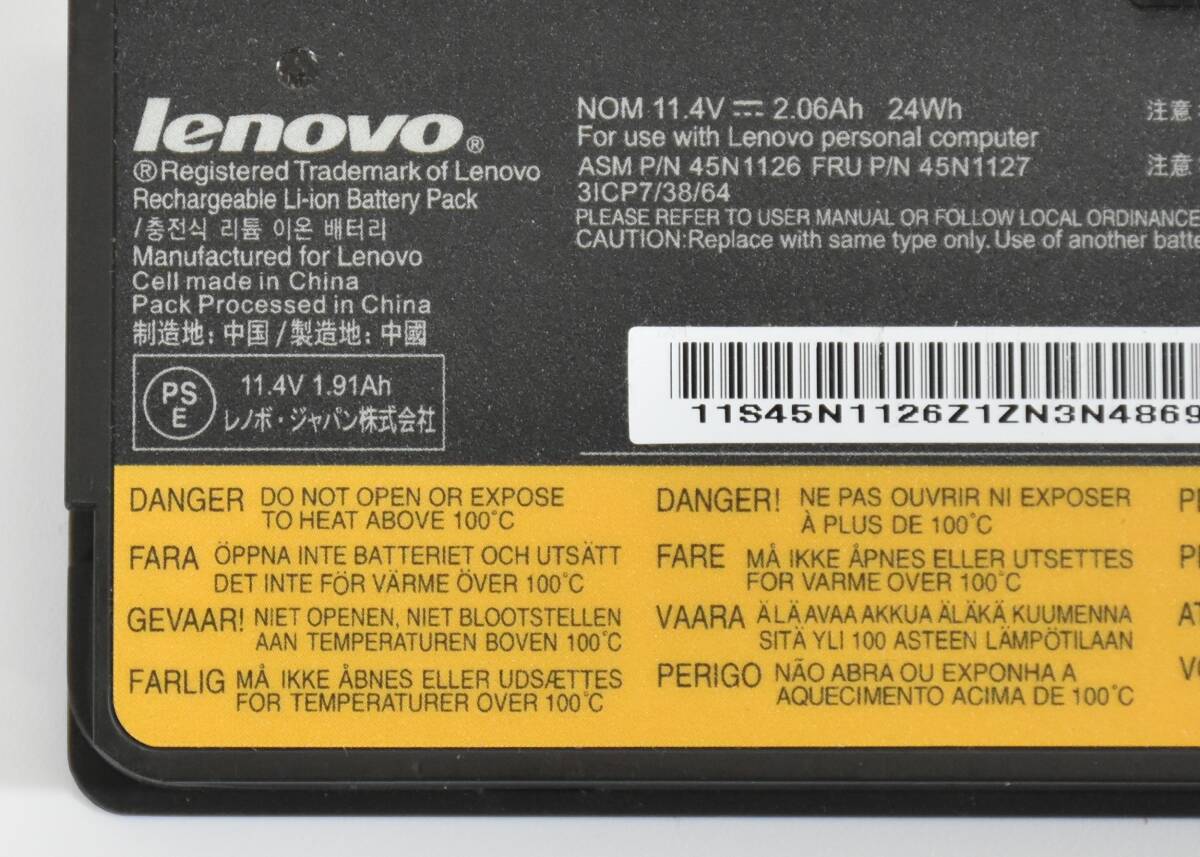 lenovo®
®Registered Trademark of Lenovo
Rechargeable Li-ion Battery Pack
/충전식 리튬 이온 배터리
Manufactured for Lenovo
Cell made in China
Pack Processed in China
制造地: 中国 / 製造地: 中國
PS
E
11.4V 1.91Ah
レノボ・ジャパン株式会社
NOM 11.4V ⎓ 2.06Ah 24Wh
For use with Lenovo personal computer
ASM P/N 45N1126 FRU P/N 45N1127
3ICP7/38/64
PLEASE REFER TO USER MANUAL OR FOLLOW LOCAL ORDINANCE
CAUTION:Replace with same type only. Use of another batte
注意
注意
11S45N1126Z1ZN3N4869
DANGER DO NOT OPEN OR EXPOSE
TO HEAT ABOVE 100°C
FARA ÖPPNA INTE BATTERIET OCH UTSÄTT
DET INTE FÖR VÄRME ÖVER 100°C
GEVAAR! NIET OPENEN, NIET BLOOTSTELLEN
AAN TEMPERATUREN BOVEN 100°C
FARLIG MÅ IKKE ÅBNES ELLER UDSÆTTES
FOR TEMPERATURER OVER 100°C
DANGER! NE PAS OUVRIR NI EXPOSER
À PLUS DE 100°C
FARE MÅ IKKE ÅPNES ELLER UTSETTES
FOR VARME OVER 100°C
VAARA ÄLÄ AVAA AKKUA ÄLÄKÄ KUUMENNA
SITÄ YLI 100 ASTEEN LÄMPÖTILAAN
PERIGO NÃO ABRA OU EXPONHA A
AQUECIMENTO ACIMA DE 100°C